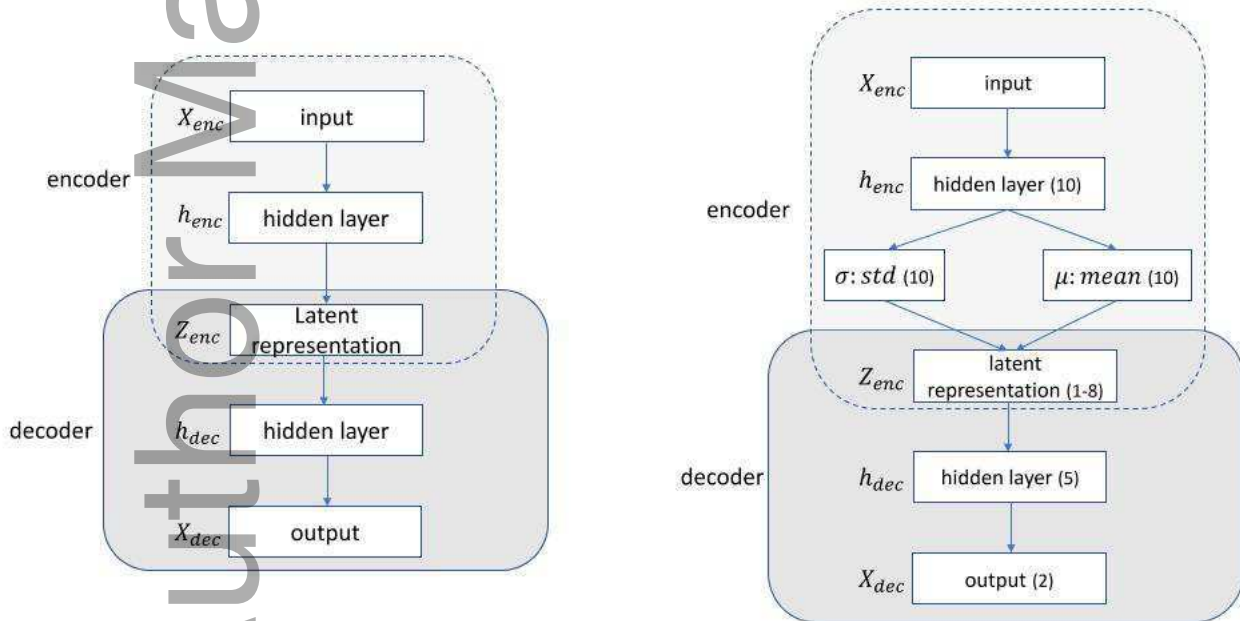 X_enc
input
encoder
h_enc
hidden layer
Z_enc
Latent
representation
decoder
h_dec
hidden layer
X_dec
output
X_enc
input
h_enc
hidden layer (10)
encoder
σ: std (10)
μ: mean (10)
Z_enc
latent
representation (1-8)
decoder
h_dec
hidden layer (5)
X_dec
output (2)
uthor Ma